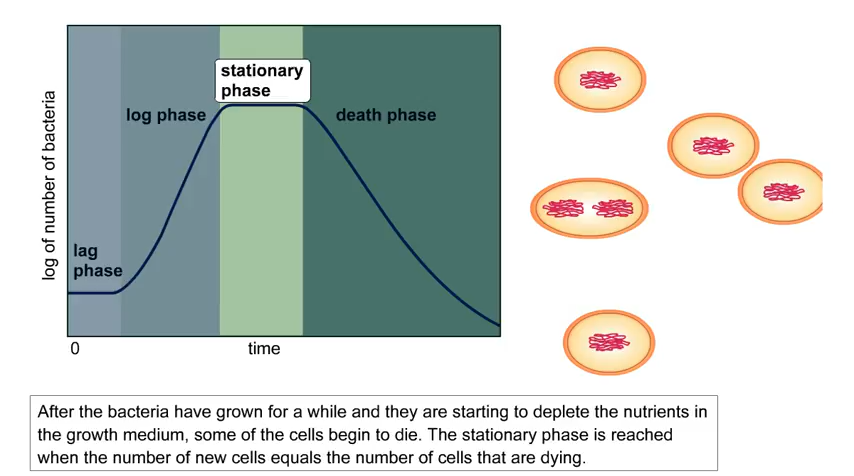 stationary
phase
log phase
death phase
log of number of bacteria
lag
phase
0
time
After the bacteria have grown for a while and they are starting to deplete the nutrients in
the growth medium, some of the cells begin to die. The stationary phase is reached
when the number of new cells equals the number of cells that are dying.